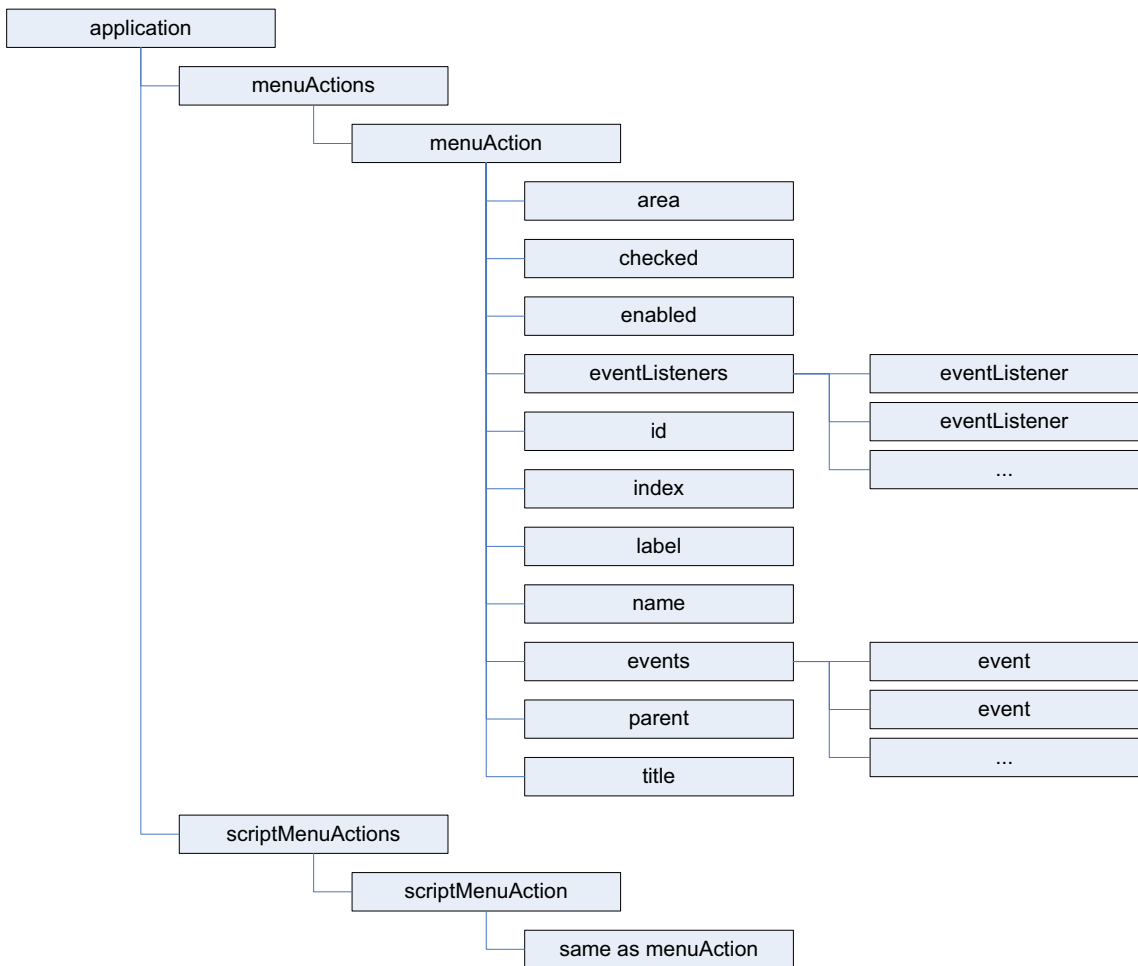 application
menuActions
menuAction
area
checked
enabled
eventListeners
eventListener
eventListener
...
id
index
label
name
events
event
event
...
parent
title
scriptMenuActions
scriptMenuAction
same as menuAction